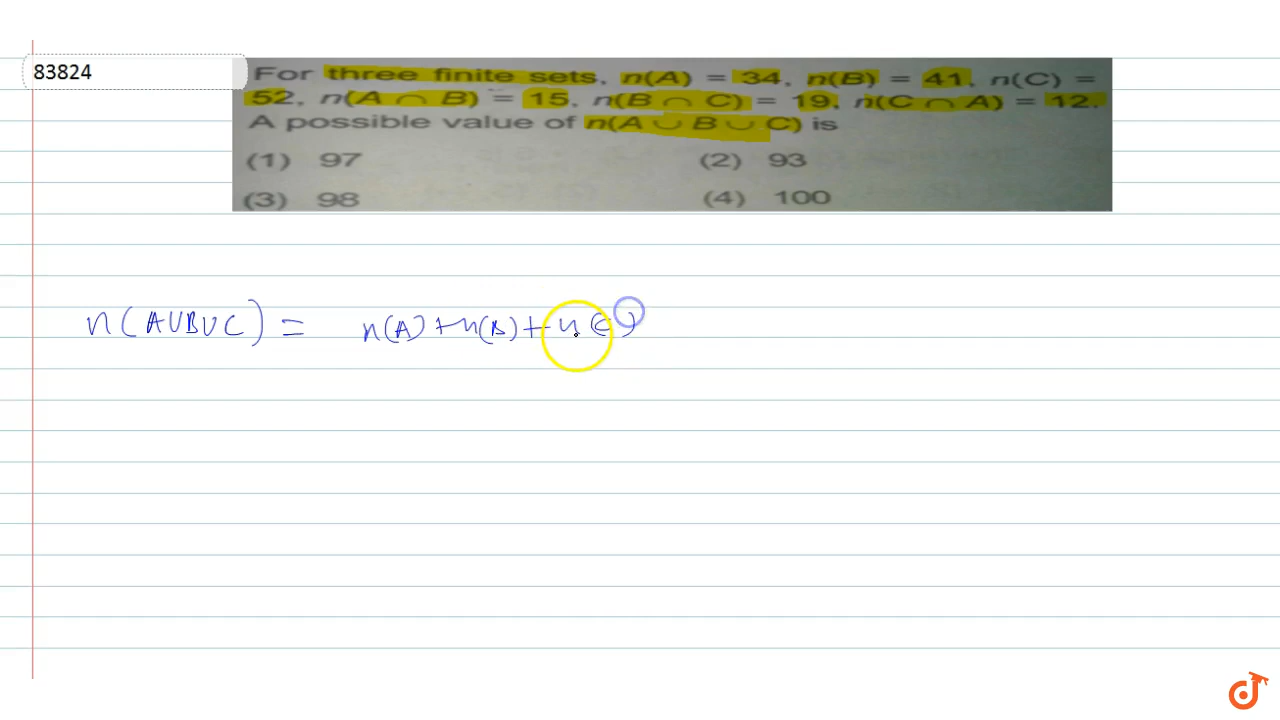 83824
For three finite sets, n(A) = 34, n(B) = 41, n(C) =
52, n(A ∩ B) = 15, n(B ∩ C) = 19, n(C ∩ A) = 12.
A possible value of n(A ∪ B ∪ C) is
(1) 97 (2) 93
(3) 98 (4) 100
n(A∪B∪C) = n(A)+n(B)+n(C)